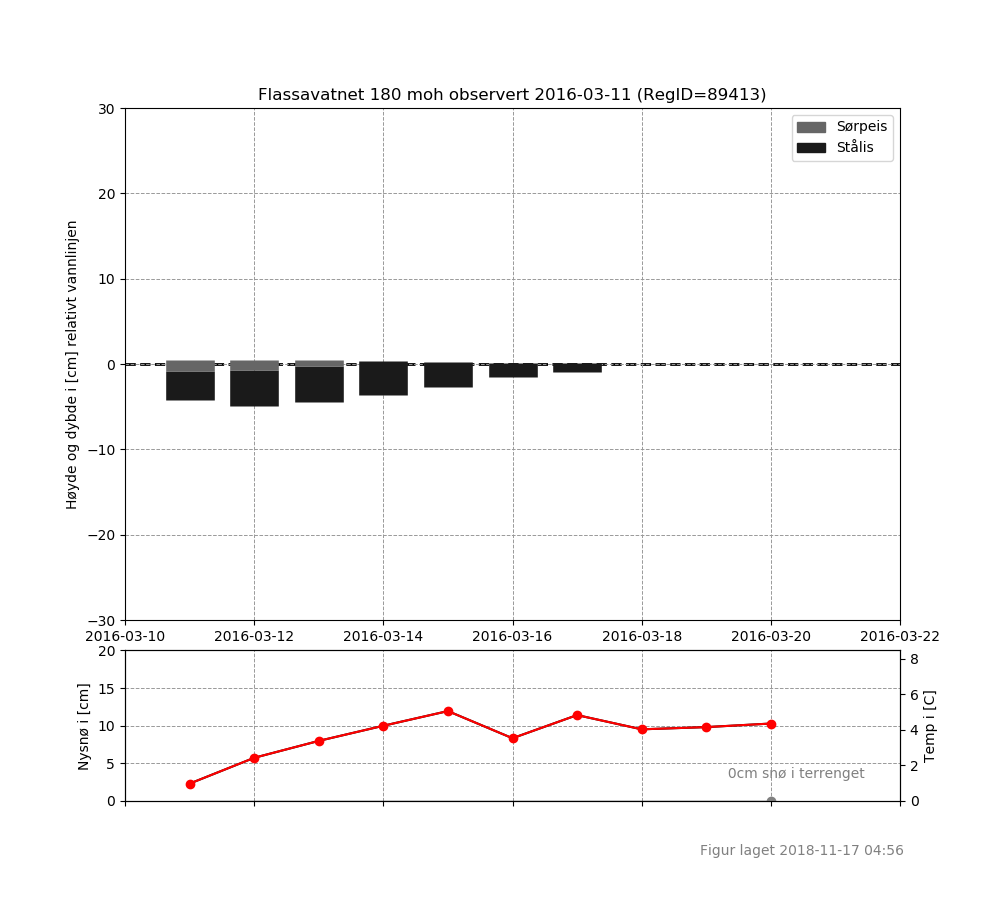 Flassavatnet 180 moh observert 2016-03-11 (RegID=89413)
Sørpeis
Stålis
Høyde og dybde i [cm] relativt vannlinjen
30
20
10
0
−10
−20
−30
2016-03-10 2016-03-12 2016-03-14 2016-03-16 2016-03-18 2016-03-20 2016-03-22
Nysnø i [cm]
20
15
10
5
0
8
6
4
2
0
Temp i [C]
0cm snø i terrenget
Figur laget 2018-11-17 04:56